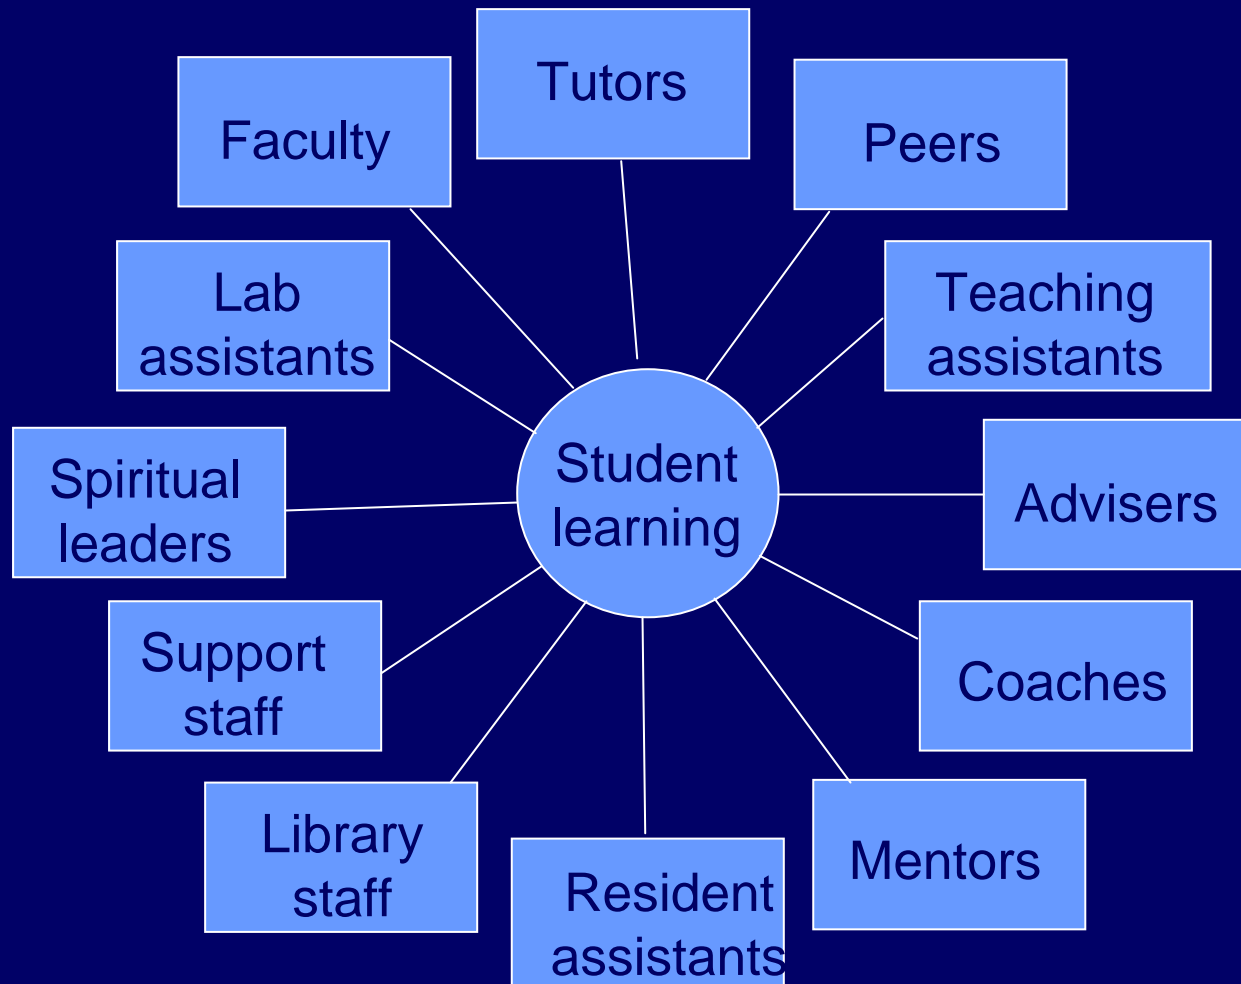 Tutors
Faculty
Peers
Lab
assistants
Teaching
assistants
Student
learning
Spiritual
leaders
Advisers
Support
staff
Coaches
Library
staff
Resident
assistants
Mentors